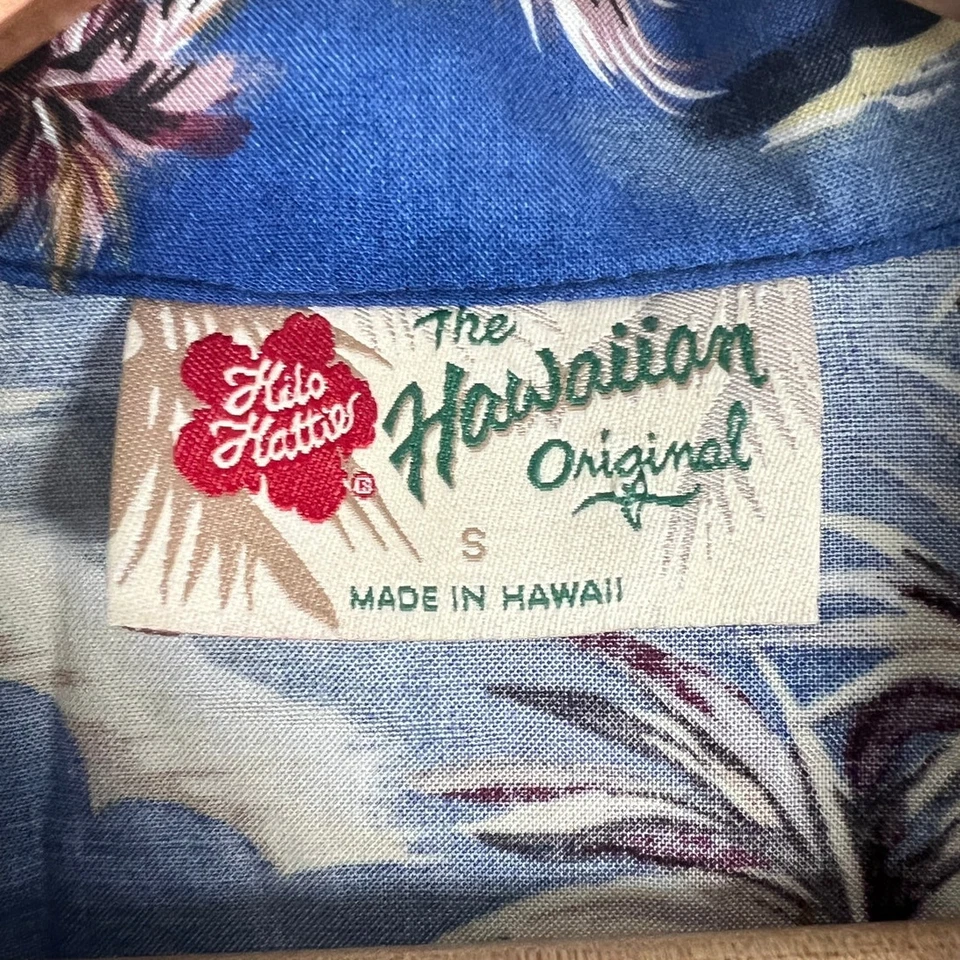 Hilo
Hattie
®
The
Hawaiian
Original
S
MADE IN HAWAII